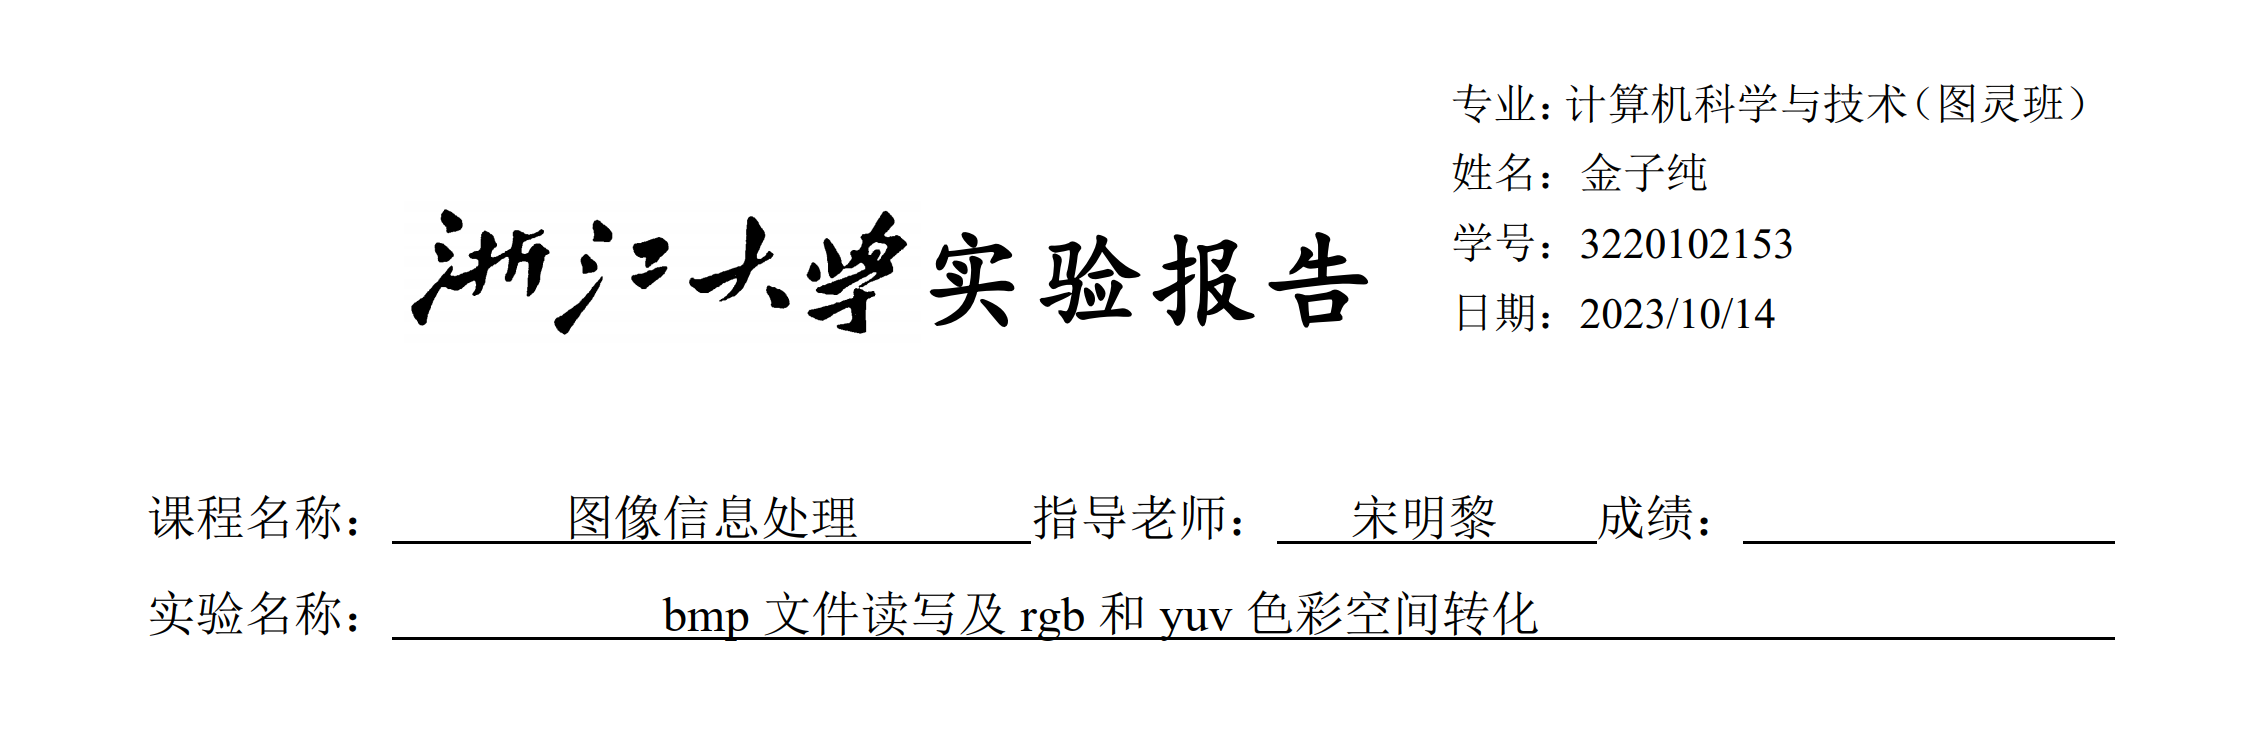 专业：计算机科学与技术（图灵班）
姓名：金子纯
学号：3220102153
日期：2023/10/14
浙江大学实验报告
课程名称：图像信息处理指导老师：宋明黎成绩：
实验名称：bmp 文件读写及 rgb 和 yuv 色彩空间转化